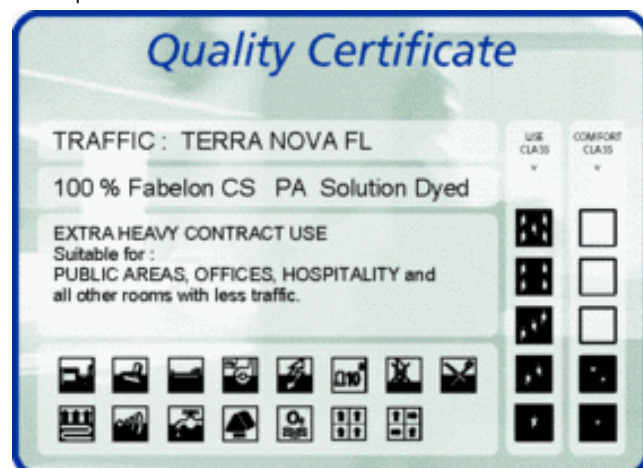 Quality Certificate
TRAFFIC : TERRA NOVA FL
USE CLASS
COMFORT CLASS
100 % Fabelon CS PA Solution Dyed
EXTRA HEAVY CONTRACT USE
Suitable for :
PUBLIC AREAS, OFFICES, HOSPITALITY and
all other rooms with less traffic.